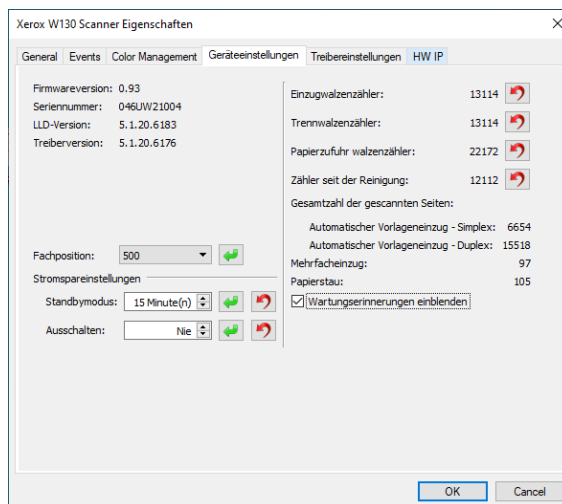 Xerox W130 Scanner Eigenschaften
General Events Color Management Geräteeinstellungen Treibereinstellungen HW IP
Firmwareversion: 0.93
Seriennummer: 046UW21004
LLD-Version: 5.1.20.6183
Treiberversion: 5.1.20.6176
Fachposition: 500
Stromspareinstellungen
Standbymodus: 15 Minute(n)
Ausschalten: Nie
Einzugwalzenzähler: 13114
Trennwalzenzähler: 13114
Papierzufuhr walzenzähler: 22172
Zähler seit der Reinigung: 12112
Gesamtzahl der gescannten Seiten:
Automatischer Vorlageneinzug - Simplex: 6654
Automatischer Vorlageneinzug - Duplex: 15518
Mehrfacheinzug: 97
Papierstau: 105
Wartungserinnerungen einblenden
OK Cancel